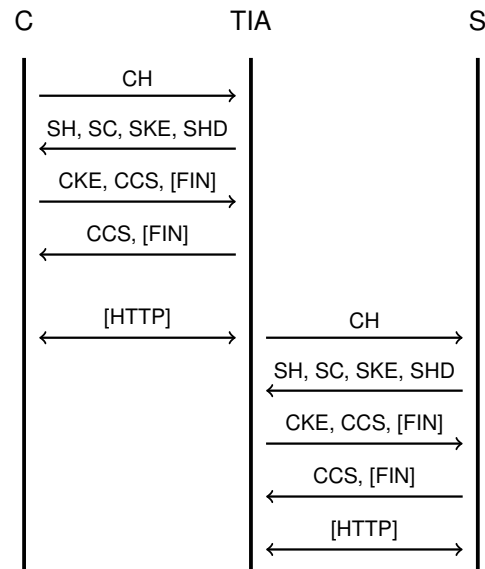 C TIA S
CH
SH, SC, SKE, SHD
CKE, CCS, [FIN]
CCS, [FIN]
[HTTP] CH
SH, SC, SKE, SHD
CKE, CCS, [FIN]
CCS, [FIN]
[HTTP]